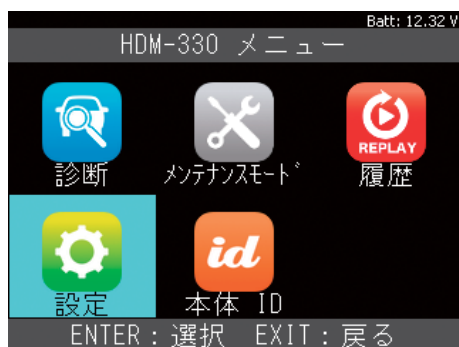 Batt: 12.32 V
HDM-330 メニュー
REPLAY
診断 メンテナンスモード 履歴
id
設定 本体 ID
ENTER：選択 EXIT：戻る